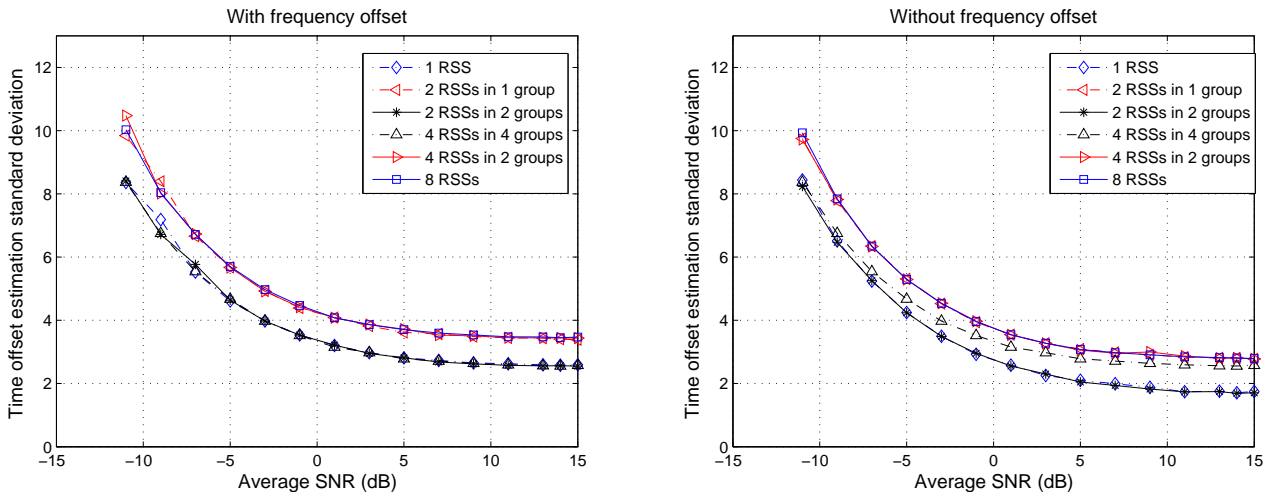 With frequency offset
12
10
8
6
4
2
0
Time offset estimation standard deviation
1 RSS
2 RSSs in 1 group
2 RSSs in 2 groups
4 RSSs in 4 groups
4 RSSs in 2 groups
8 RSSs
−15 −10 −5 0 5 10 15
Average SNR (dB)
Without frequency offset
12
10
8
6
4
2
0
Time offset estimation standard deviation
1 RSS
2 RSSs in 1 group
2 RSSs in 2 groups
4 RSSs in 4 groups
4 RSSs in 2 groups
8 RSSs
−15 −10 −5 0 5 10 15
Average SNR (dB)